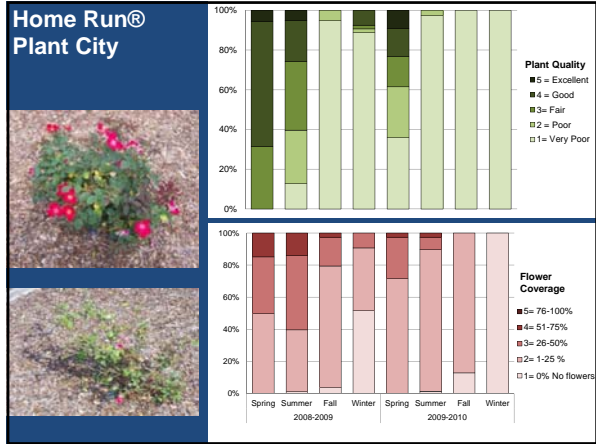 Home Run®
Plant City
100%
80%
60%
40%
20%
0%
Plant Quality
5 = Excellent
4 = Good
3= Fair
2 = Poor
1= Very Poor
100%
80%
60%
40%
20%
0%
Flower
Coverage
5= 76-100%
4= 51-75%
3= 26-50%
2= 1-25 %
1= 0% No flowers
Spring Summer Fall Winter Spring Summer Fall Winter
2008-2009 2009-2010